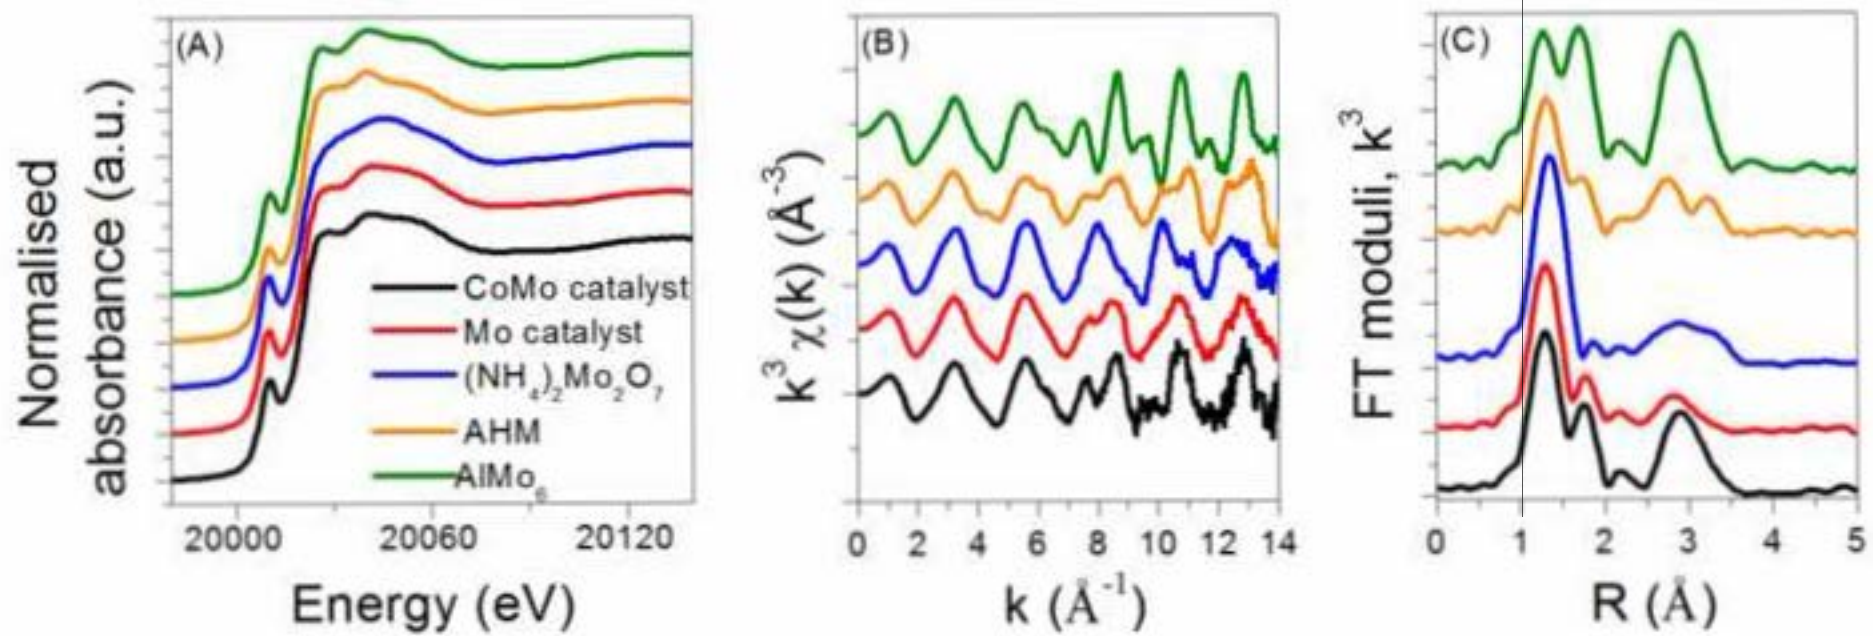 (A)
Normalised
absorbance (a.u.)
CoMo catalyst
Mo catalyst
(NH₄)₂Mo₂O₇
AHM
AlMo₆
20000 20060 20120
Energy (eV)
(B)
k³ χ(k) (Å⁻³)
0 2 4 6 8 10 12 14
k (Å⁻¹)
(C)
FT moduli, k³
0 1 2 3 4 5
R (Å)